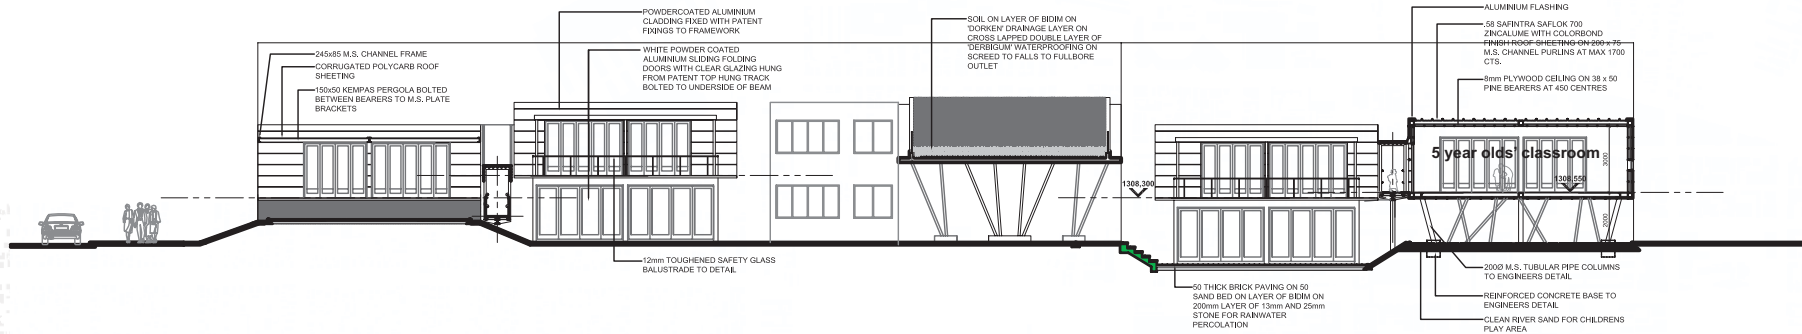 245x85 M.S. CHANNEL FRAME
CORRUGATED POLYCARB ROOF
SHEETING
150x50 KEMPAS PERGOLA BOLTED
BETWEEN BEARERS TO M.S. PLATE
BRACKETS
POWDERCOATED ALUMINIUM
CLADDING FIXED WITH PATENT
FIXINGS TO FRAMEWORK
WHITE POWDER COATED
ALUMINIUM SLIDING FOLDING
DOORS WITH CLEAR GLAZING HUNG
FROM PATENT TOP HUNG TRACK
BOLTED TO UNDERSIDE OF BEAM
12mm TOUGHENED SAFETY GLASS
BALUSTRADE TO DETAIL
SOIL ON LAYER OF BIDIM ON
'DORKEN' DRAINAGE LAYER ON
CROSS LAPPED DOUBLE LAYER OF
'DERBIGUM' WATERPROOFING ON
SCREED TO FALLS TO FULLBORE
OUTLET
1308,300
50 THICK BRICK PAVING ON 50
SAND BED ON LAYER OF BIDIM ON
200mm LAYER OF 13mm AND 25mm
STONE FOR RAINWATER
PERCOLATION
ALUMINIUM FLASHING
.58 SAFINTRA SAFLOK 700
ZINCALUME WITH COLORBOND
FINISH ROOF SHEETING ON 200 x 75
M.S. CHANNEL PURLINS AT MAX 1700
CTS.
8mm PLYWOOD CEILING ON 38 x 50
PINE BEARERS AT 450 CENTRES
5 year olds' classroom
3000
1308,550
2000
200Ø M.S. TUBULAR PIPE COLUMNS
TO ENGINEERS DETAIL
REINFORCED CONCRETE BASE TO
ENGINEERS DETAIL
CLEAN RIVER SAND FOR CHILDRENS
PLAY AREA